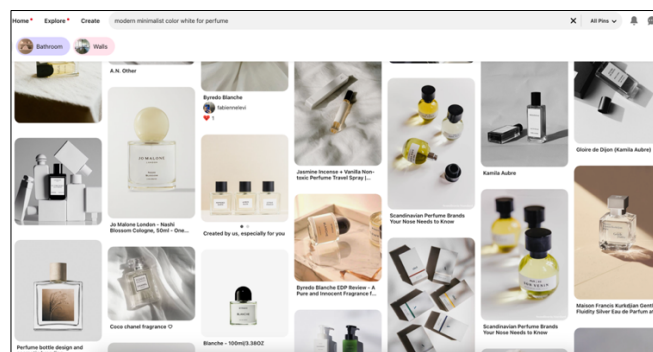 Home
Explore
Create
modern minimalist color white for perfume
All Pins
Bathroom
Walls
A.N. Other
JO MALONE
LONDON
Jo Malone London - Nashi
Blossom Cologne, 50ml - One...
Coco chanel fragrance ♡
Perfume bottle design and
Byredo Blanche
fabiennelevi
1
Created by us, especially for you
BLANCHE
Blanche - 100ml/3.38OZ
Jasmine Incense + Vanilla Non-
toxic Perfume Travel Spray (...
Byredo Blanche EDP Review - A
Pure and Innocent Fragrance f...
Scandinavian Perfume Brands
Your Nose Needs to Know
Kamila Aubre
Scandinavian Perfume Brands
Your Nose Needs to Know
Gloire de Dijon (Kamila Aubre)
Maison Francis Kurkdjian Gentle
Fluidity Silver Eau de Parfum at